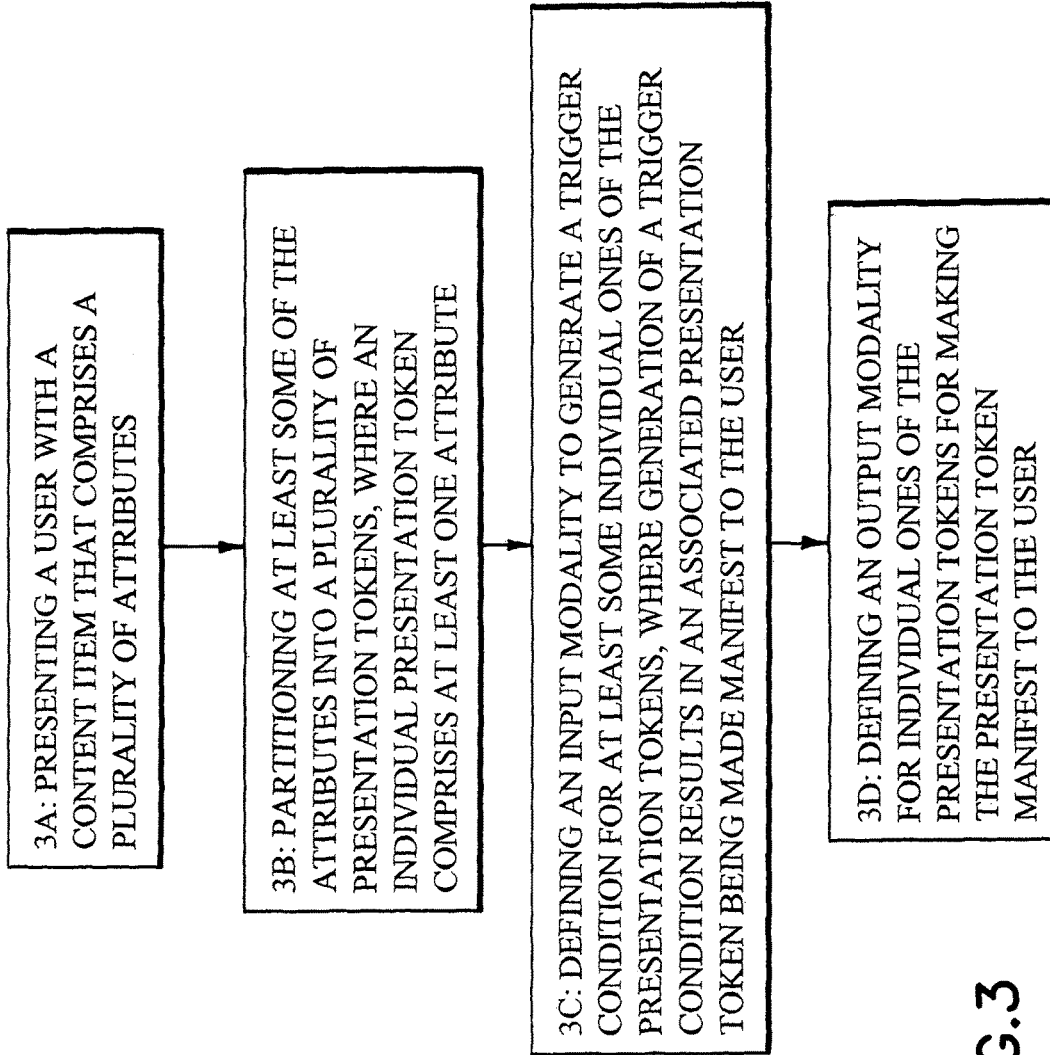 3A: PRESENTING A USER WITH A
CONTENT ITEM THAT COMPRISES A
PLURALITY OF ATTRIBUTES
3B: PARTITIONING AT LEAST SOME OF THE
ATTRIBUTES INTO A PLURALITY OF
PRESENTATION TOKENS, WHERE AN
INDIVIDUAL PRESENTATION TOKEN
COMPRISES AT LEAST ONE ATTRIBUTE
3C: DEFINING AN INPUT MODALITY TO GENERATE A TRIGGER
CONDITION FOR AT LEAST SOME INDIVIDUAL ONES OF THE
PRESENTATION TOKENS, WHERE GENERATION OF A TRIGGER
CONDITION RESULTS IN AN ASSOCIATED PRESENTATION
TOKEN BEING MADE MANIFEST TO THE USER
3D: DEFINING AN OUTPUT MODALITY
FOR INDIVIDUAL ONES OF THE
PRESENTATION TOKENS FOR MAKING
THE PRESENTATION TOKEN
MANIFEST TO THE USER
G.3